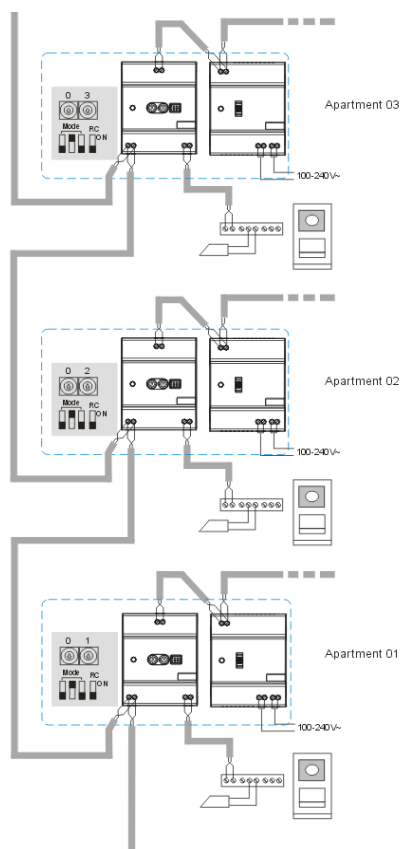 0 3
Mode RC
ON
Apartment 03
100-240V~
0 2
Mode RC
ON
Apartment 02
100-240V~
0 1
Mode RC
ON
Apartment 01
100-240V~